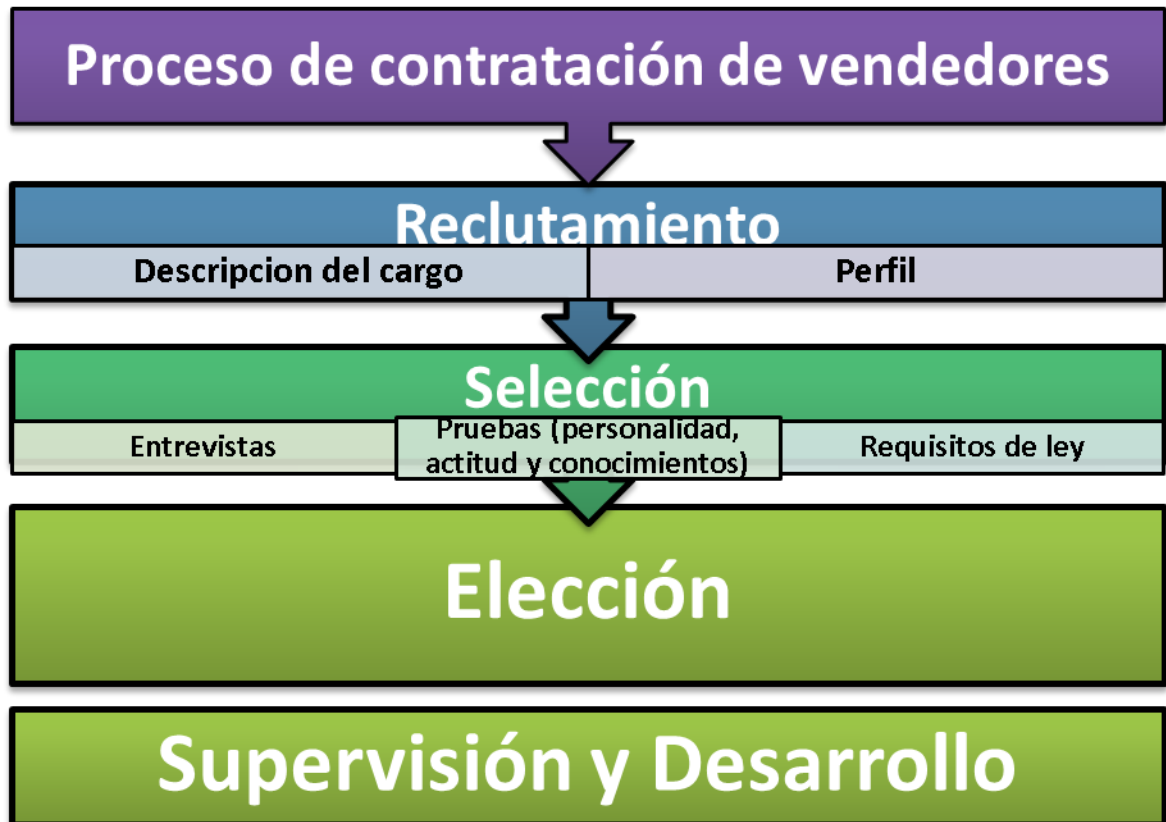 Proceso de contratación de vendedores
Reclutamiento
Descripcion del cargo
Perfil
Selección
Entrevistas
Pruebas (personalidad,
actitud y conocimientos)
Requisitos de ley
Elección
Supervisión y Desarrollo